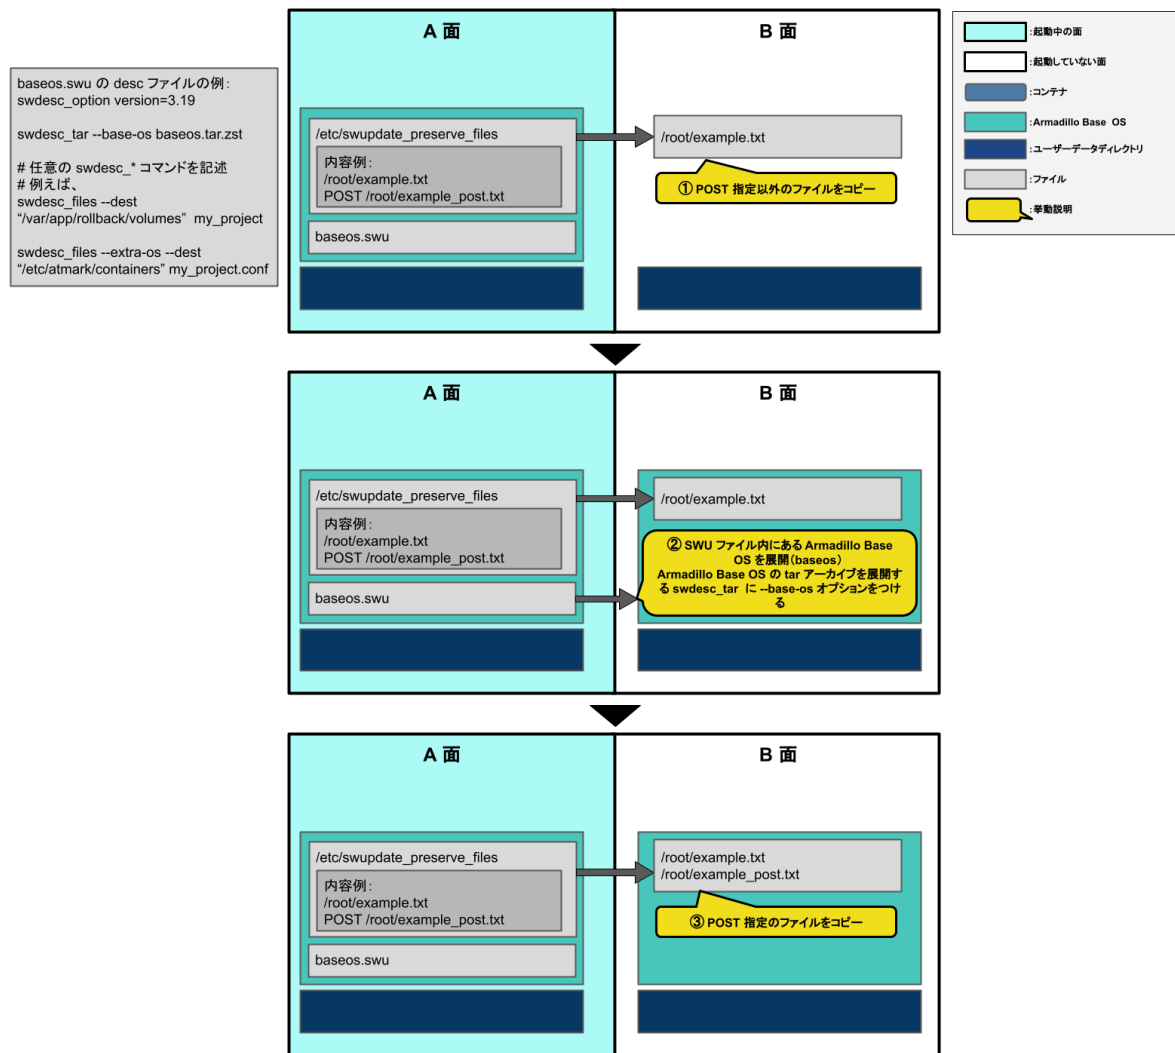 baseos.swu の desc ファイルの例：
swdesc_option version=3.19
swdesc_tar --base-os baseos.tar.zst
# 任意の swdesc_* コマンドを記述
# 例えば、
swdesc_files --dest
“/var/app/rollback/volumes” my_project
swdesc_files --extra-os --dest
“/etc/atmark/containers” my_project.conf
A 面
B 面
/etc/swupdate_preserve_files
内容例：
/root/example.txt
POST /root/example_post.txt
baseos.swu
/root/example.txt
① POST 指定以外のファイルをコピー
:起動中の面
:起動していない面
:コンテナ
:Armadillo Base OS
:ユーザーデータディレクトリ
:ファイル
:挙動説明
A 面
B 面
/etc/swupdate_preserve_files
内容例：
/root/example.txt
POST /root/example_post.txt
baseos.swu
/root/example.txt
② SWU ファイル内にある Armadillo Base
OS を展開（baseos）
Armadillo Base OS の tar アーカイブを展開す
る swdesc_tar に --base-os オプションをつけ
る
A 面
B 面
/etc/swupdate_preserve_files
内容例：
/root/example.txt
POST /root/example_post.txt
baseos.swu
/root/example.txt
/root/example_post.txt
③ POST 指定のファイルをコピー